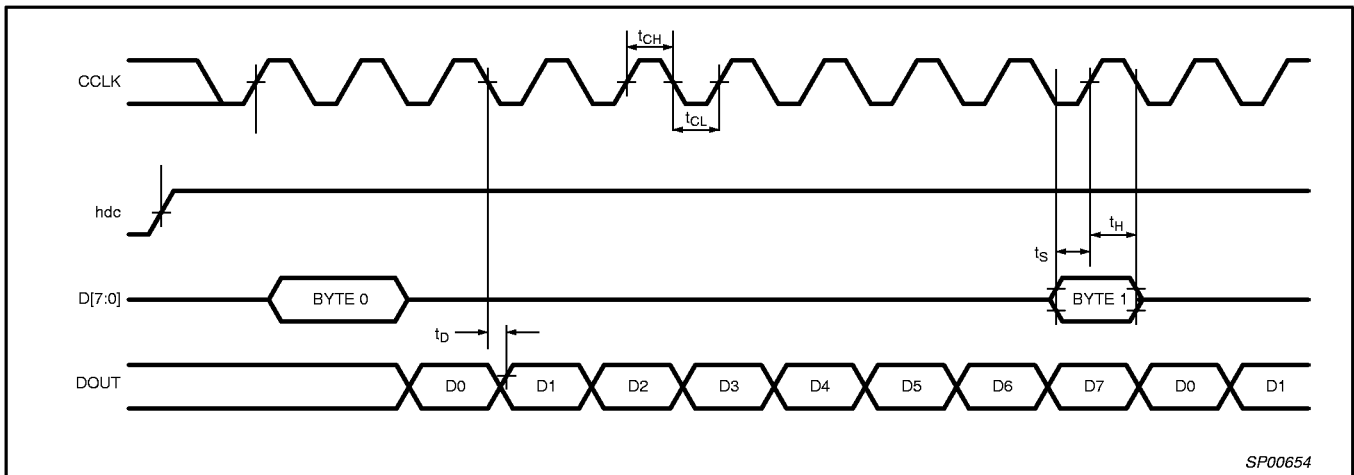 tCH
CCLK
tCL
hdc
tH
tS
D[7:0]
BYTE 0
BYTE 1
tD
DOUT
D0
D1
D2
D3
D4
D5
D6
D7
D0
D1
SP00654